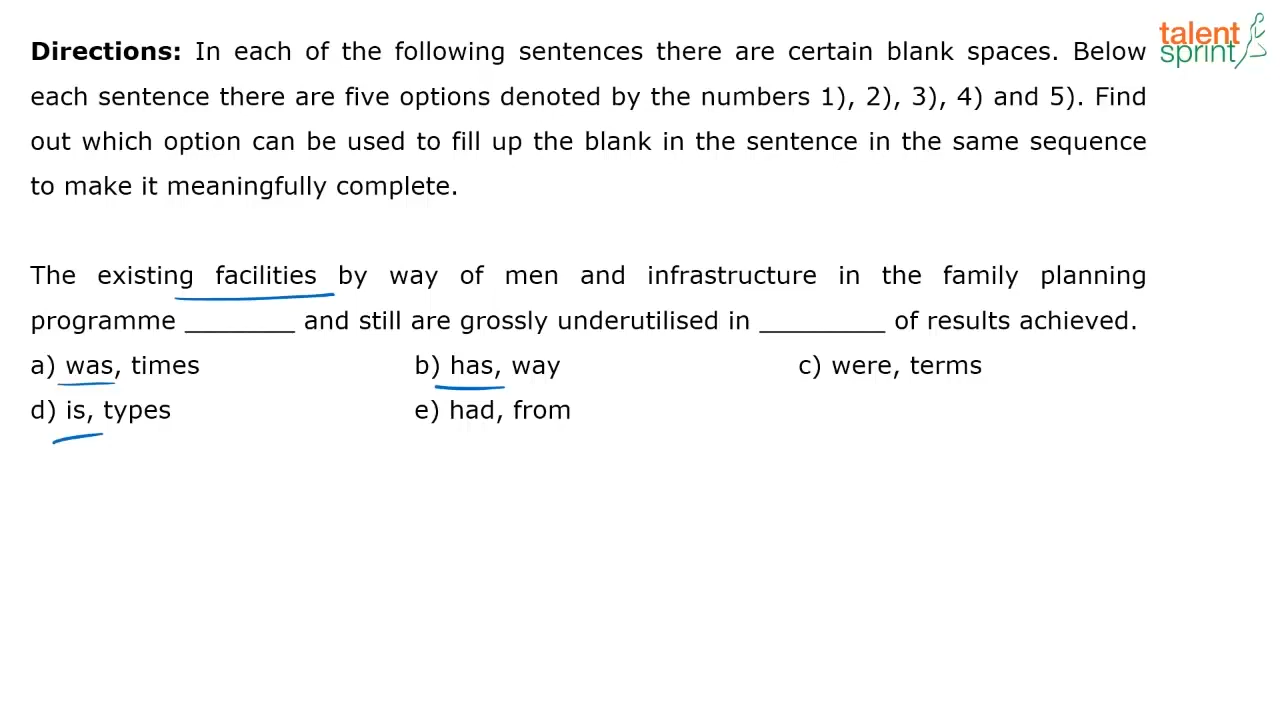 talent
sprint
Directions: In each of the following sentences there are certain blank spaces. Below
each sentence there are five options denoted by the numbers 1), 2), 3), 4) and 5). Find
out which option can be used to fill up the blank in the sentence in the same sequence
to make it meaningfully complete.
The existing facilities by way of men and infrastructure in the family planning
programme _______ and still are grossly underutilised in ________ of results achieved.
a) was, times b) has, way c) were, terms
d) is, types e) had, from